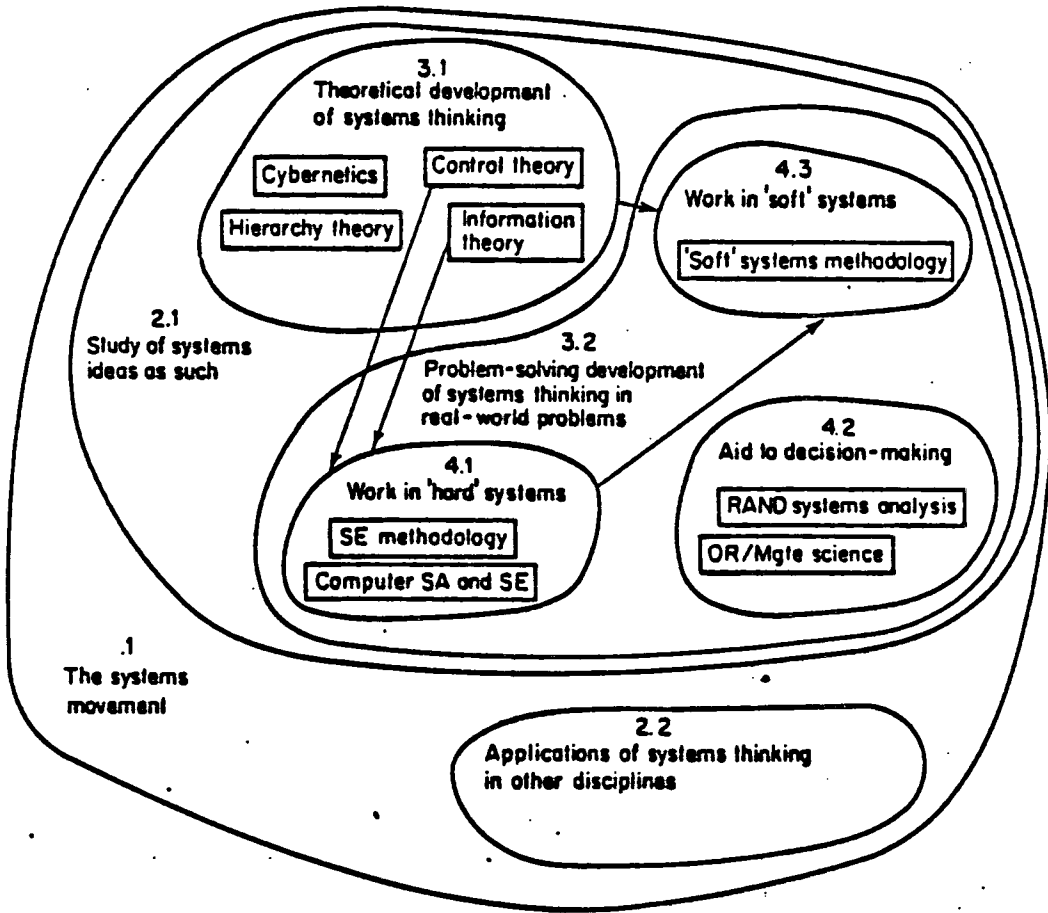 3.1
Theoretical development
of systems thinking
Cybernetics
Control theory
Hierarchy theory
Information
theory
4.3
Work in 'soft' systems
'Soft' systems methodology
2.1
Study of systems
ideas as such
3.2
Problem-solving development
of systems thinking in
real-world problems
4.1
Work in 'hard' systems
SE methodology
Computer SA and SE
4.2
Aid to decision-making
RAND systems analysis
OR/Mgte science
.1
The systems
movement
2.2
Applications of systems thinking
in other disciplines